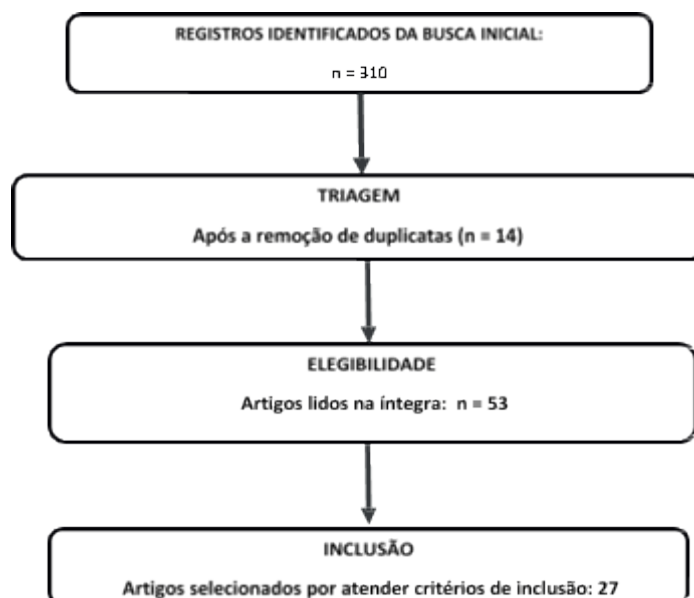 REGISTROS IDENTIFICADOS DA BUSCA INICIAL:
n = 310
TRIAGEM
Após a remoção de duplicatas (n = 14)
ELEGIBILIDADE
Artigos lidos na íntegra: n = 53
INCLUSÃO
Artigos selecionados por atender critérios de inclusão: 27